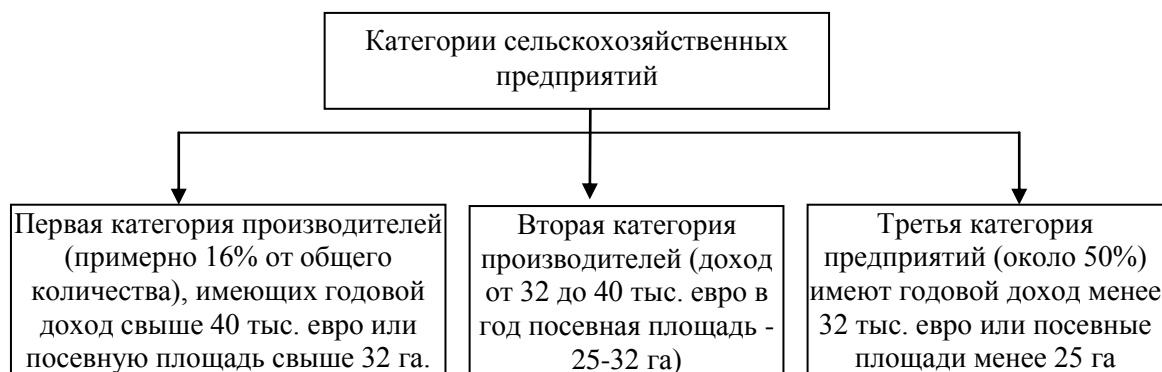 Категории сельскохозяйственных
предприятий
Первая категория производителей
(примерно 16% от общего
количества), имеющих годовой
доход свыше 40 тыс. евро или
посевную площадь свыше 32 га.
Вторая категория
производителей (доход
от 32 до 40 тыс. евро в
год посевная площадь -
25-32 га)
Третья категория
предприятий (около 50%)
имеют годовой доход менее
32 тыс. евро или посевные
площади менее 25 га